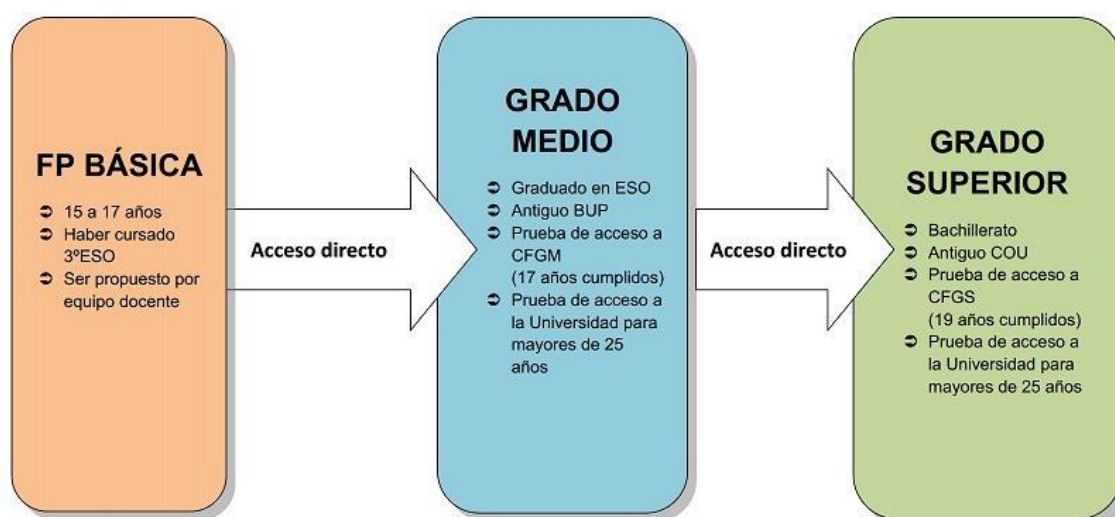 FP BÁSICA
➲ 15 a 17 años
➲ Haber cursado
3ºESO
➲ Ser propuesto por
equipo docente
Acceso directo
GRADO
MEDIO
➲ Graduado en ESO
➲ Antiguo BUP
➲ Prueba de acceso a
CFGM
(17 años cumplidos)
➲ Prueba de acceso a
la Universidad para
mayores de 25
años
Acceso directo
GRADO
SUPERIOR
➲ Bachillerato
➲ Antiguo COU
➲ Prueba de acceso a
CFGS
(19 años cumplidos)
➲ Prueba de acceso a
la Universidad para
mayores de 25 años